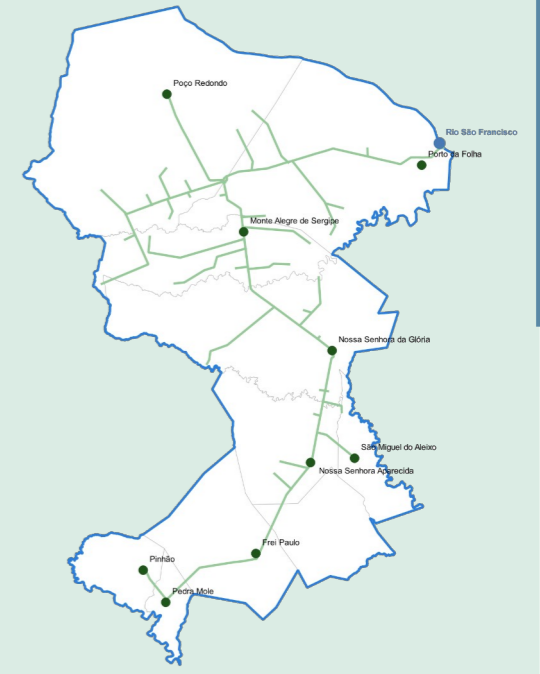 Poço Redondo
Rio São Francisco
Porto da Folha
Monte Alegre de Sergipe
Nossa Senhora da Glória
São Miguel do Aleixo
Nossa Senhora Aparecida
Frei Paulo
Pinhão
Pedra Mole